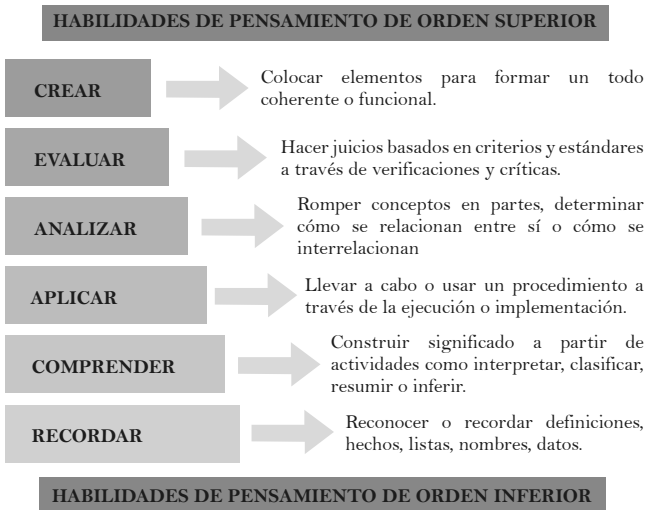 HABILIDADES DE PENSAMIENTO DE ORDEN SUPERIOR
CREAR
Colocar elementos para formar un todo
coherente o funcional.
EVALUAR
Hacer juicios basados en criterios y estándares
a través de verificaciones y críticas.
ANALIZAR
Romper conceptos en partes, determinar
cómo se relacionan entre sí o cómo se
interrelacionan
APLICAR
Llevar a cabo o usar un procedimiento a
través de la ejecución o implementación.
COMPRENDER
Construir significado a partir de
actividades como interpretar, clasificar,
resumir o inferir.
RECORDAR
Reconocer o recordar definiciones,
hechos, listas, nombres, datos.
HABILIDADES DE PENSAMIENTO DE ORDEN INFERIOR